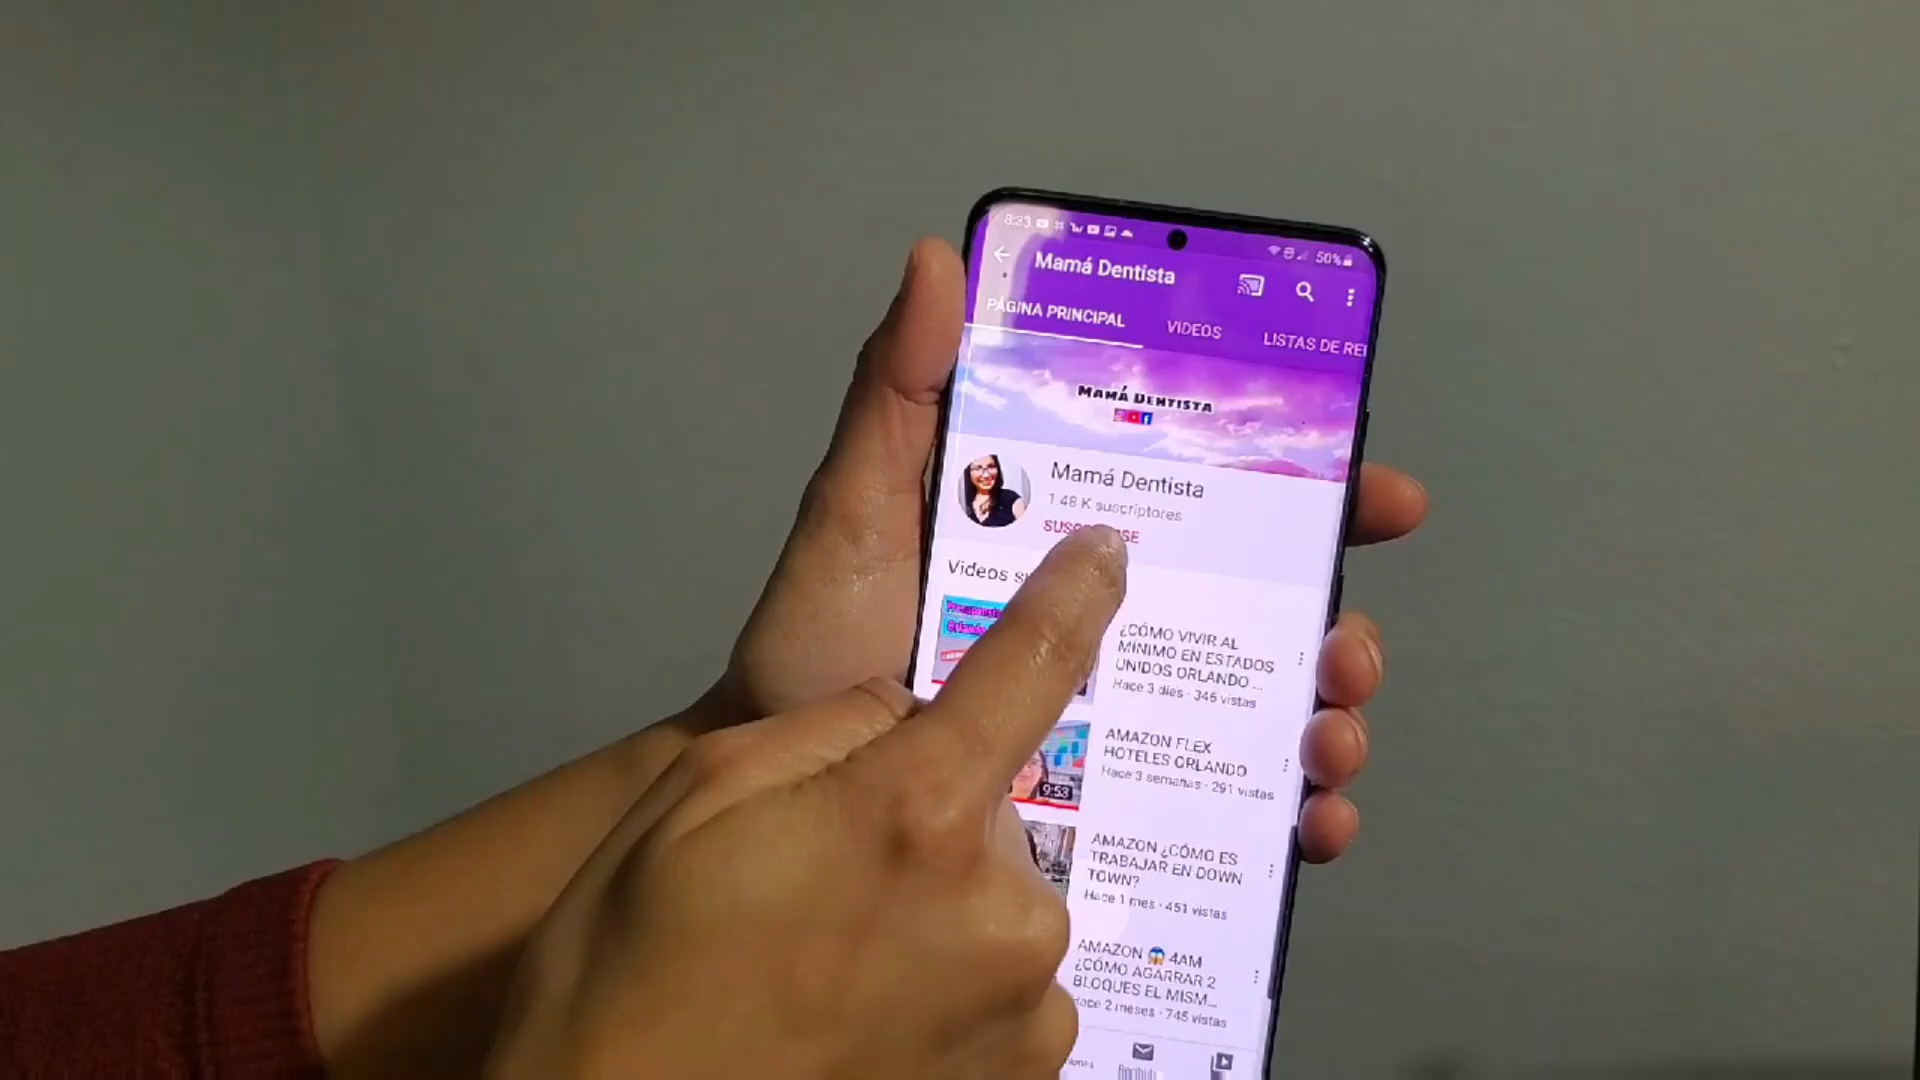 8:33
50%
Mamá Dentista
PÁGINA PRINCIPAL
VIDEOS
LISTAS DE
MAMÁ DENTISTA
Mamá Dentista
1.48 K suscriptores
Videos
¿CÓMO VIVIR AL
MÍNIMO EN ESTADOS
UNIDOS ORLANDO ...
Hace 3 días · 346 vistas
AMAZON FLEX
HOTELES ORLANDO
Hace 3 semanas · 291 vistas
9:53
AMAZON ¿CÓMO ES
TRABAJAR EN DOWN
TOWN?
Hace 1 mes · 451 vistas
AMAZON 😱 4AM
¿CÓMO AGARRAR 2
BLOQUES EL MISM...
Hace 2 meses · 745 vistas